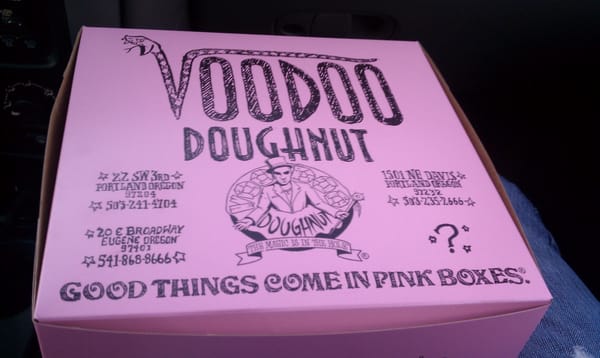 VOODOO
DOUGHNUT
22 SW 3RD
PORTLAND OREGON
97204
503-241-4704
1501 NE DAVIS
PORTLAND OREGON
97232
503-235-2666
20 E BROADWAY
EUGENE OREGON
97401
541-868-8666
DOUGHNUT
THE MAGIC IS IN THE HOLE
®
?
GOOD THINGS COME IN PINK BOXES®